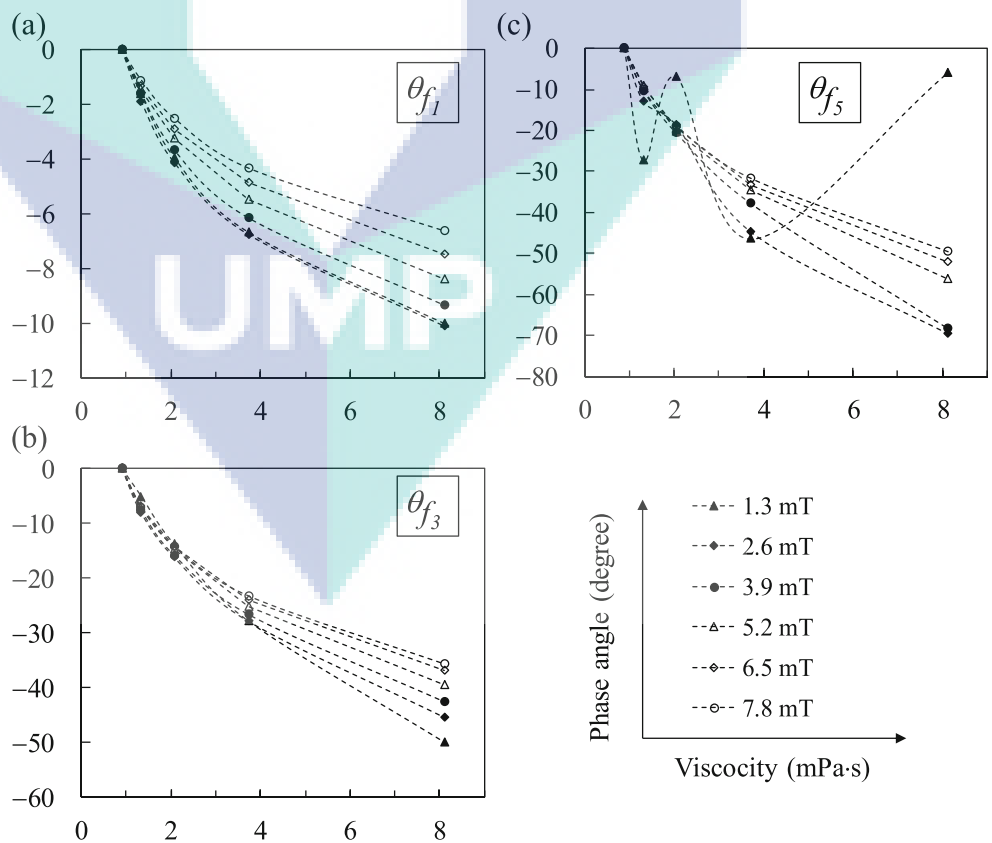 (a)
0
−2
−4
−6
−8
−10
−12
0 2 4 6 8
θf1
(c)
0
−10
−20
−30
−40
−50
−60
−70
−80
0 2 4 6 8
θf5
(b)
0
−10
−20
−30
−40
−50
−60
0 2 4 6 8
θf3
Phase angle (degree)
Viscocity (mPa·s)
1.3 mT
2.6 mT
3.9 mT
5.2 mT
6.5 mT
7.8 mT
UMP